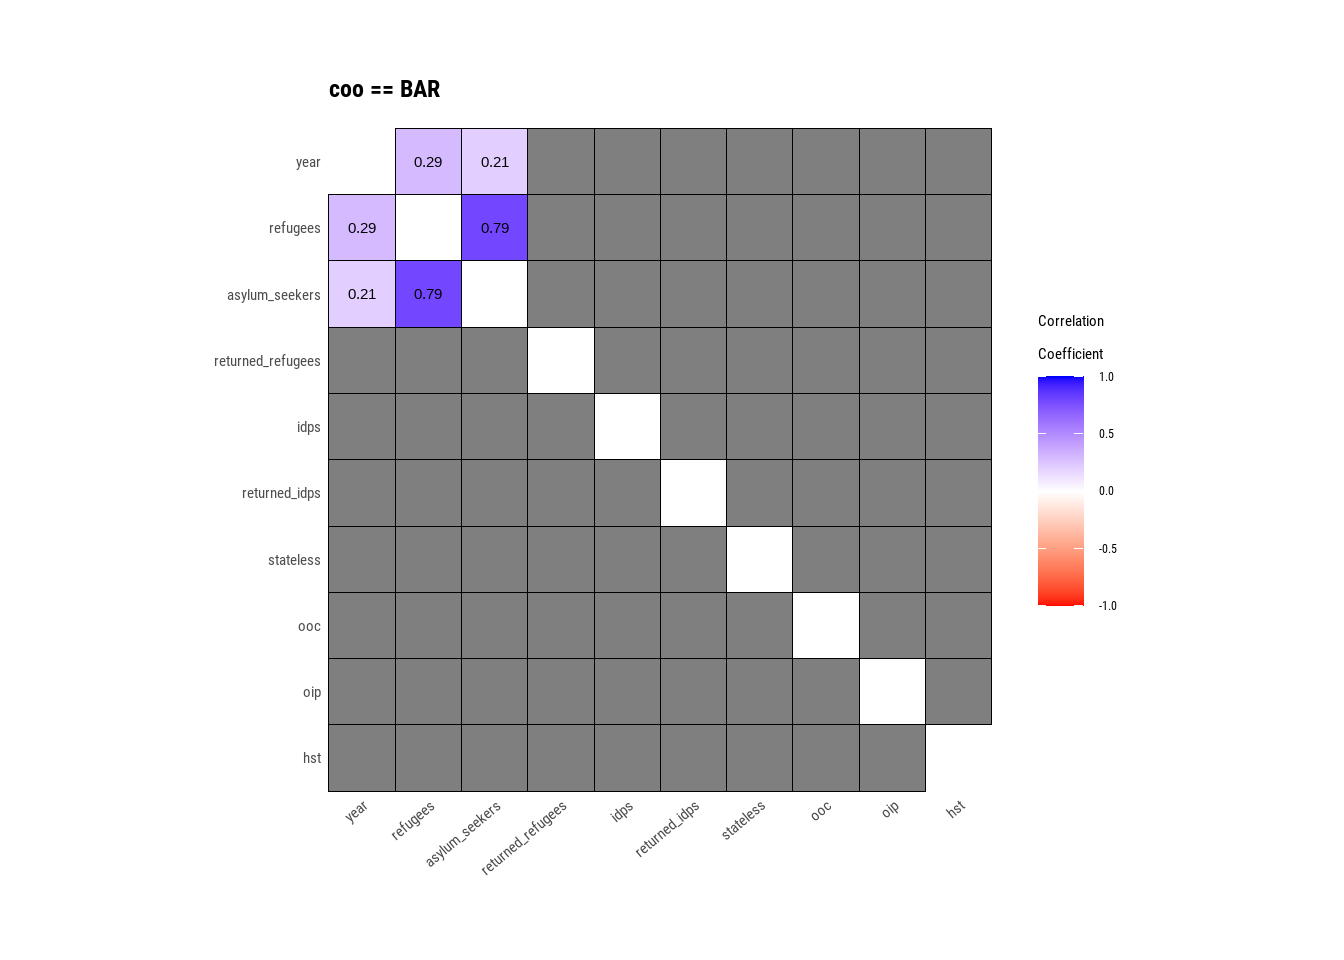 coo == BAR
year 0.29 0.21
refugees 0.29 0.79
asylum_seekers 0.21 0.79
returned_refugees
idps
returned_idps
stateless
ooc
oip
hst
year refugees asylum_seekers returned_refugees idps returned_idps stateless ooc oip hst
Correlation
Coefficient
1.0
0.5
0.0
-0.5
-1.0